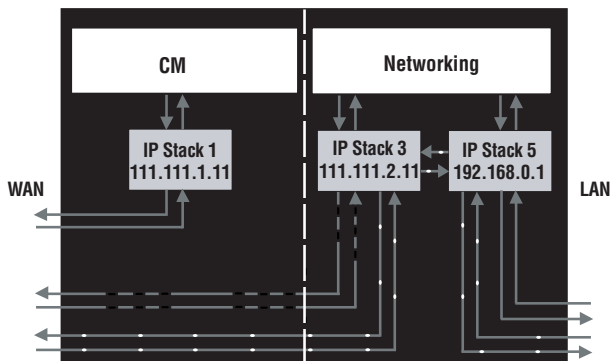 CM
Networking
IP Stack 1
111.111.1.11
IP Stack 3
111.111.2.11
IP Stack 5
192.168.0.1
WAN
LAN